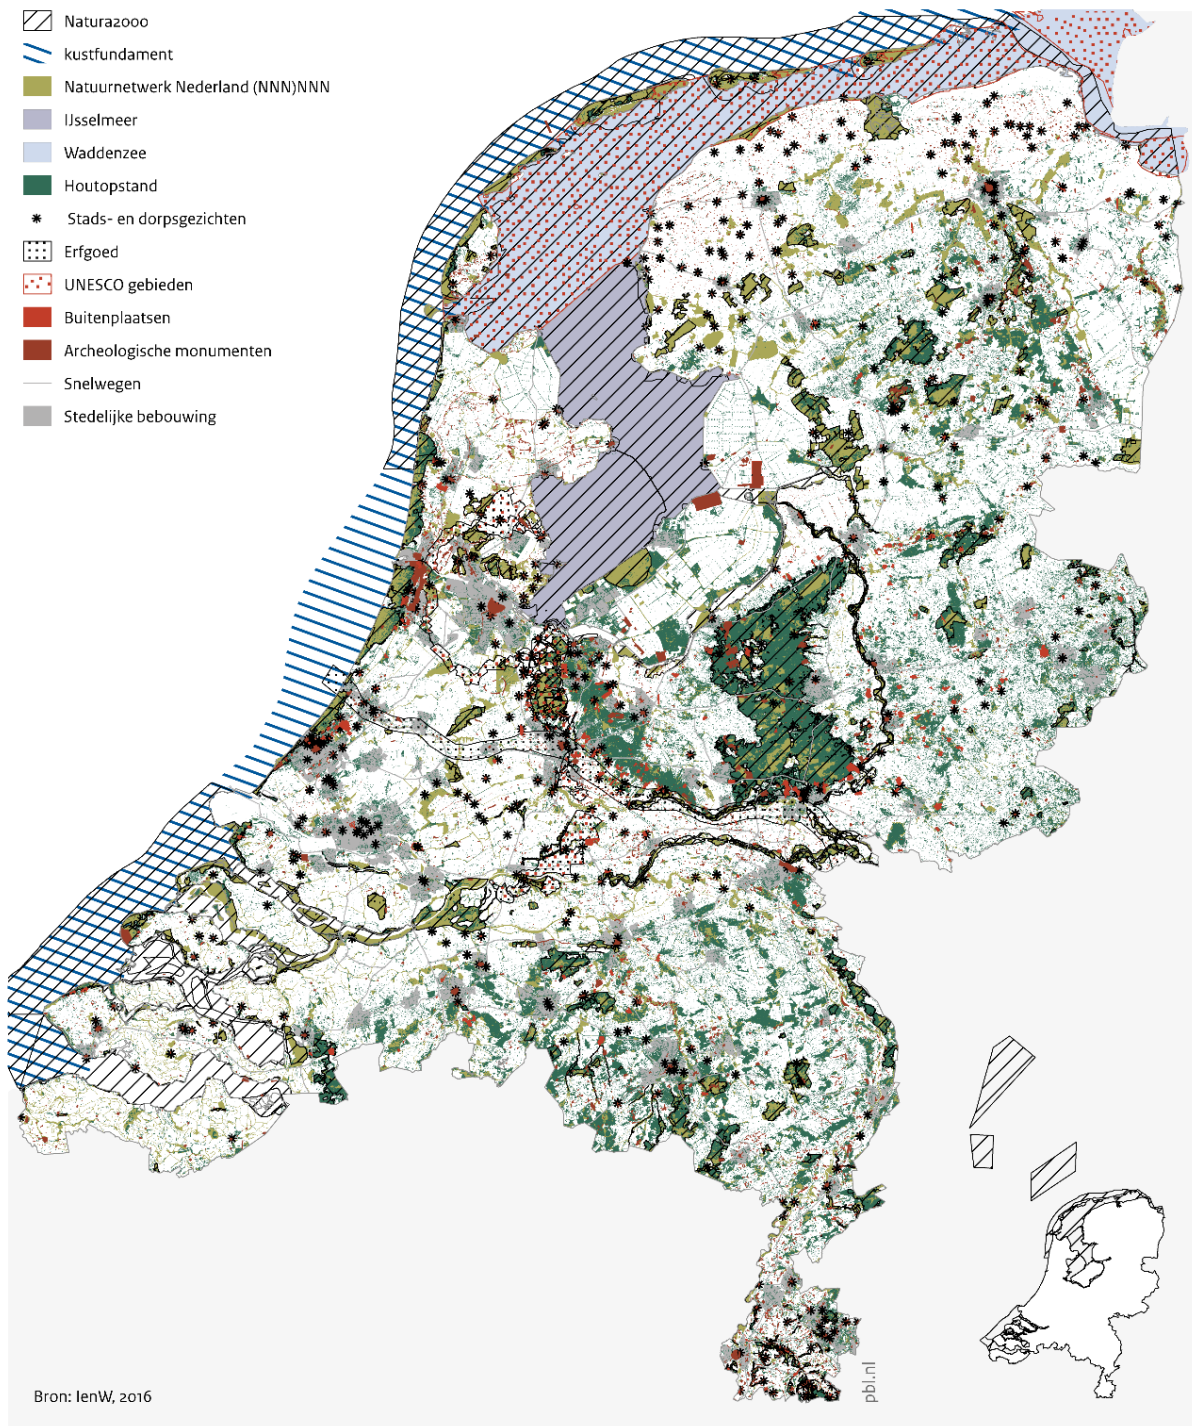 Natura2000
kustfundament
Natuurnetwerk Nederland (NNN)NNN
IJsselmeer
Waddenzee
Houtopstand
Stads- en dorpsgezichten
Erfgoed
UNESCO gebieden
Buitenplaatsen
Archeologische monumenten
Snelwegen
Stedelijke bebouwing
Bron: IenW, 2016
pbl.nl